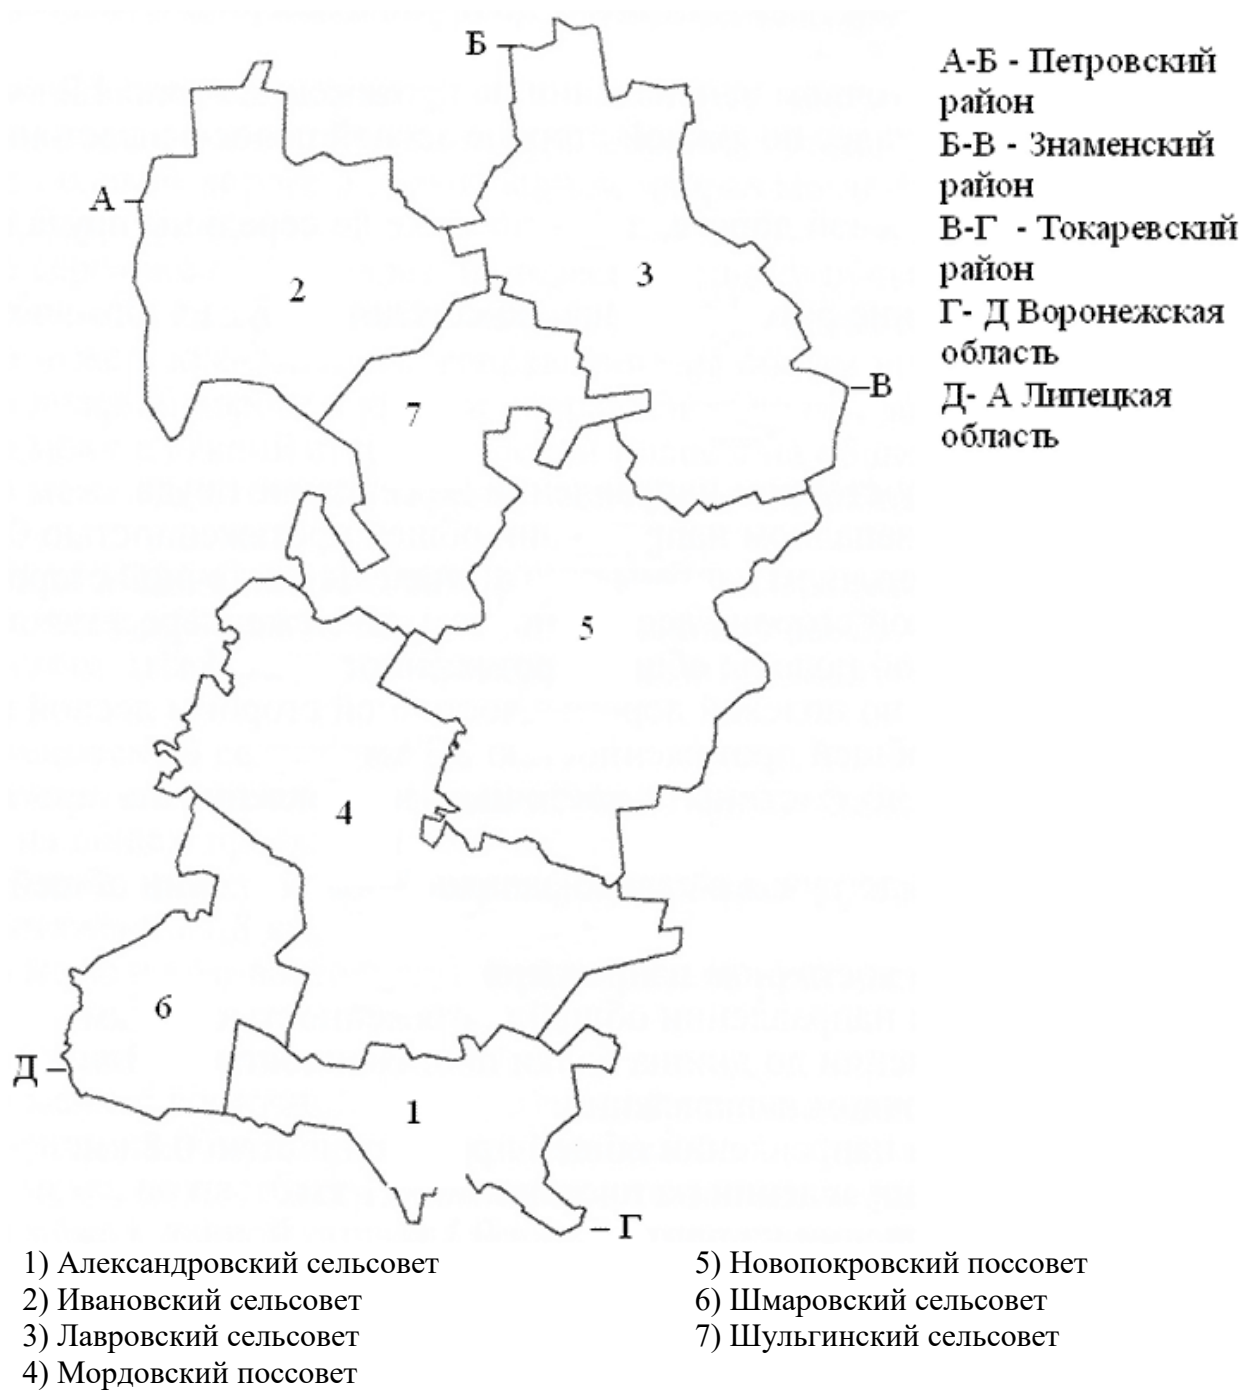 Б
А
2
3
В
7
5
4
6
Д
1
Г
А-Б - Петровский
район
Б-В - Знаменский
район
В-Г - Токаревский
район
Г- Д Воронежская
область
Д- А Липецкая
область
1) Александровский сельсовет
2) Ивановский сельсовет
3) Лавровский сельсовет
4) Мордовский поссовет
5) Новопокровский поссовет
6) Шмаровский сельсовет
7) Шульгинский сельсовет